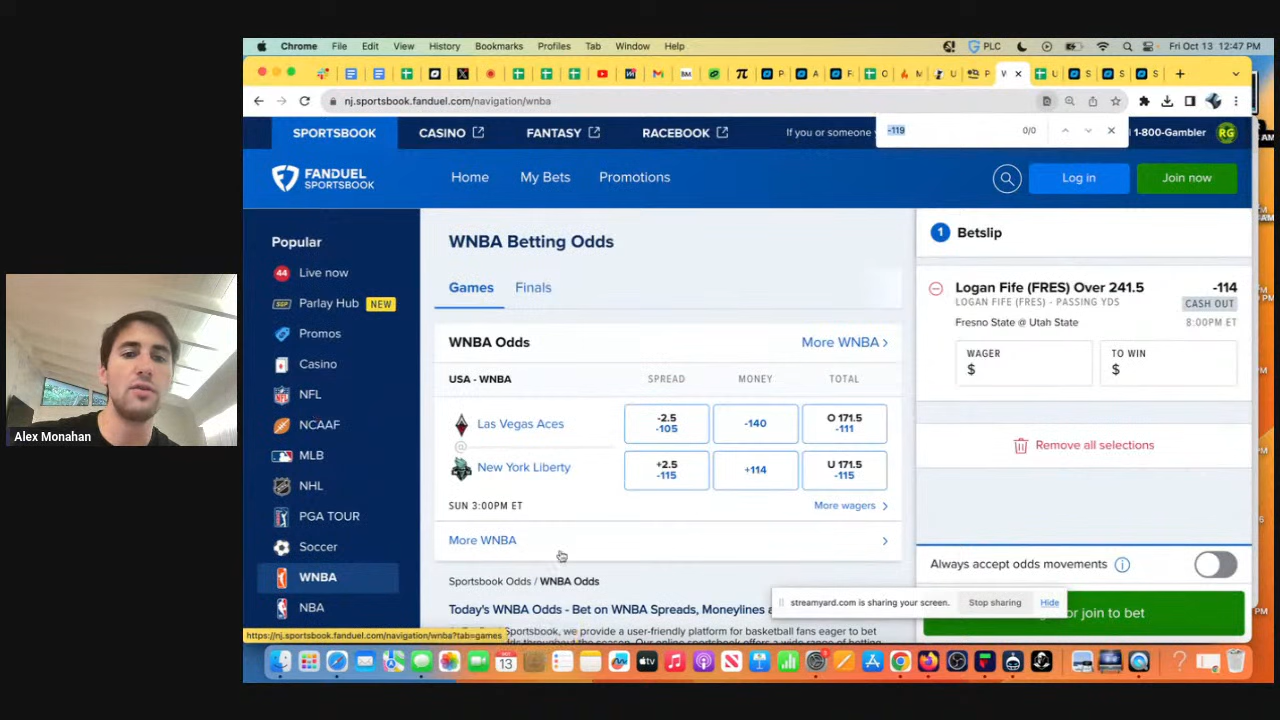 Chrome File Edit View History Bookmarks Profiles Tab Window Help PLC Fri Oct 13 12:47 PM
nj.sportsbook.fanduel.com/navigation/wnba
-119 0/0
SPORTSBOOK CASINO FANTASY RACEBOOK If you or someone 1-800-Gambler RG
FANDUEL
SPORTSBOOK
Home My Bets Promotions Log in Join now
Popular
44 Live now
Parlay Hub NEW
Promos
Casino
NFL
NCAAF
MLB
NHL
PGA TOUR
Soccer
WNBA
NBA
WNBA Betting Odds
Games Finals
WNBA Odds More WNBA
USA - WNBA SPREAD MONEY TOTAL
Las Vegas Aces -2.5 -105 -140 O 171.5 -111
@
New York Liberty +2.5 -115 +114 U 171.5 -115
SUN 3:00PM ET More wagers
More WNBA
Sportsbook Odds / WNBA Odds
Today's WNBA Odds - Bet on WNBA Spreads, Moneylines a
Sportsbook, we provide a user-friendly platform for basketball fans eager to bet
1 Betslip
Logan Fife (FRES) Over 241.5 -114
LOGAN FIFE (FRES) - PASSING YDS CASH OUT
Fresno State @ Utah State 8:00PM ET
WAGER TO WIN
$ $
Remove all selections
Always accept odds movements
or join to bet
streamyard.com is sharing your screen. Stop sharing Hide
https://nj.sportsbook.fanduel.com/navigation/wnba?tab=games
Alex Monahan